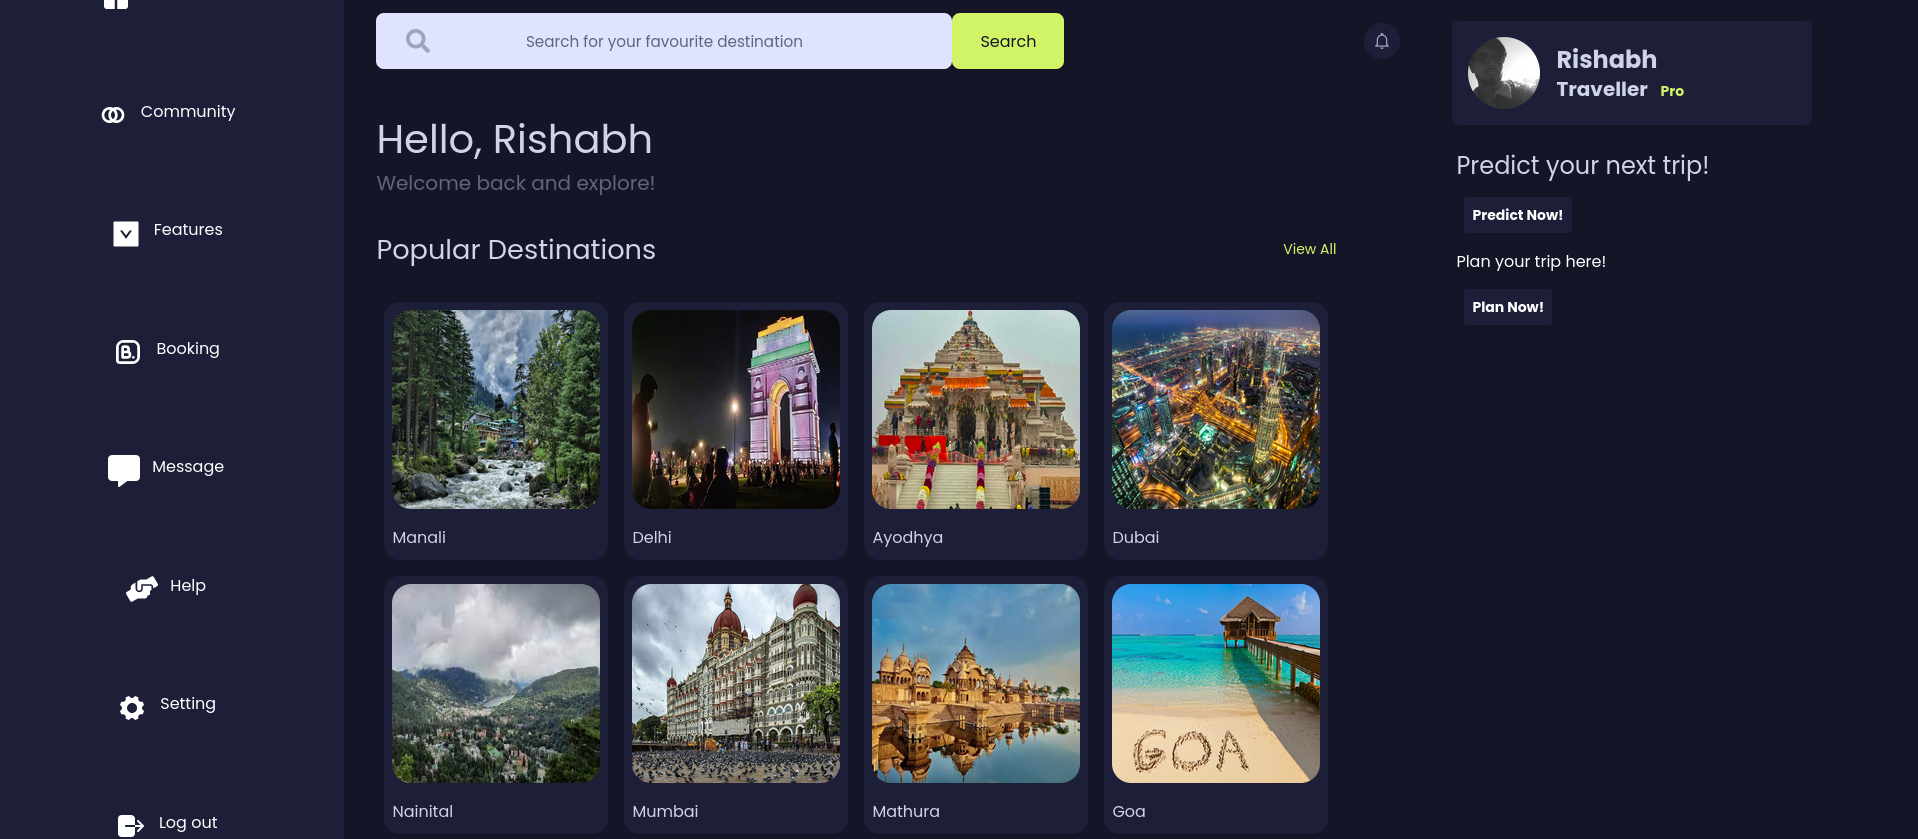 Community
Features
Booking
Message
Help
Setting
Log out
Search for your favourite destination
Search
Hello, Rishabh
Welcome back and explore!
Popular Destinations
View All
Manali
Delhi
Ayodhya
Dubai
Nainital
Mumbai
Mathura
GOA
Goa
Rishabh
Traveller Pro
Predict your next trip!
Predict Now!
Plan your trip here!
Plan Now!